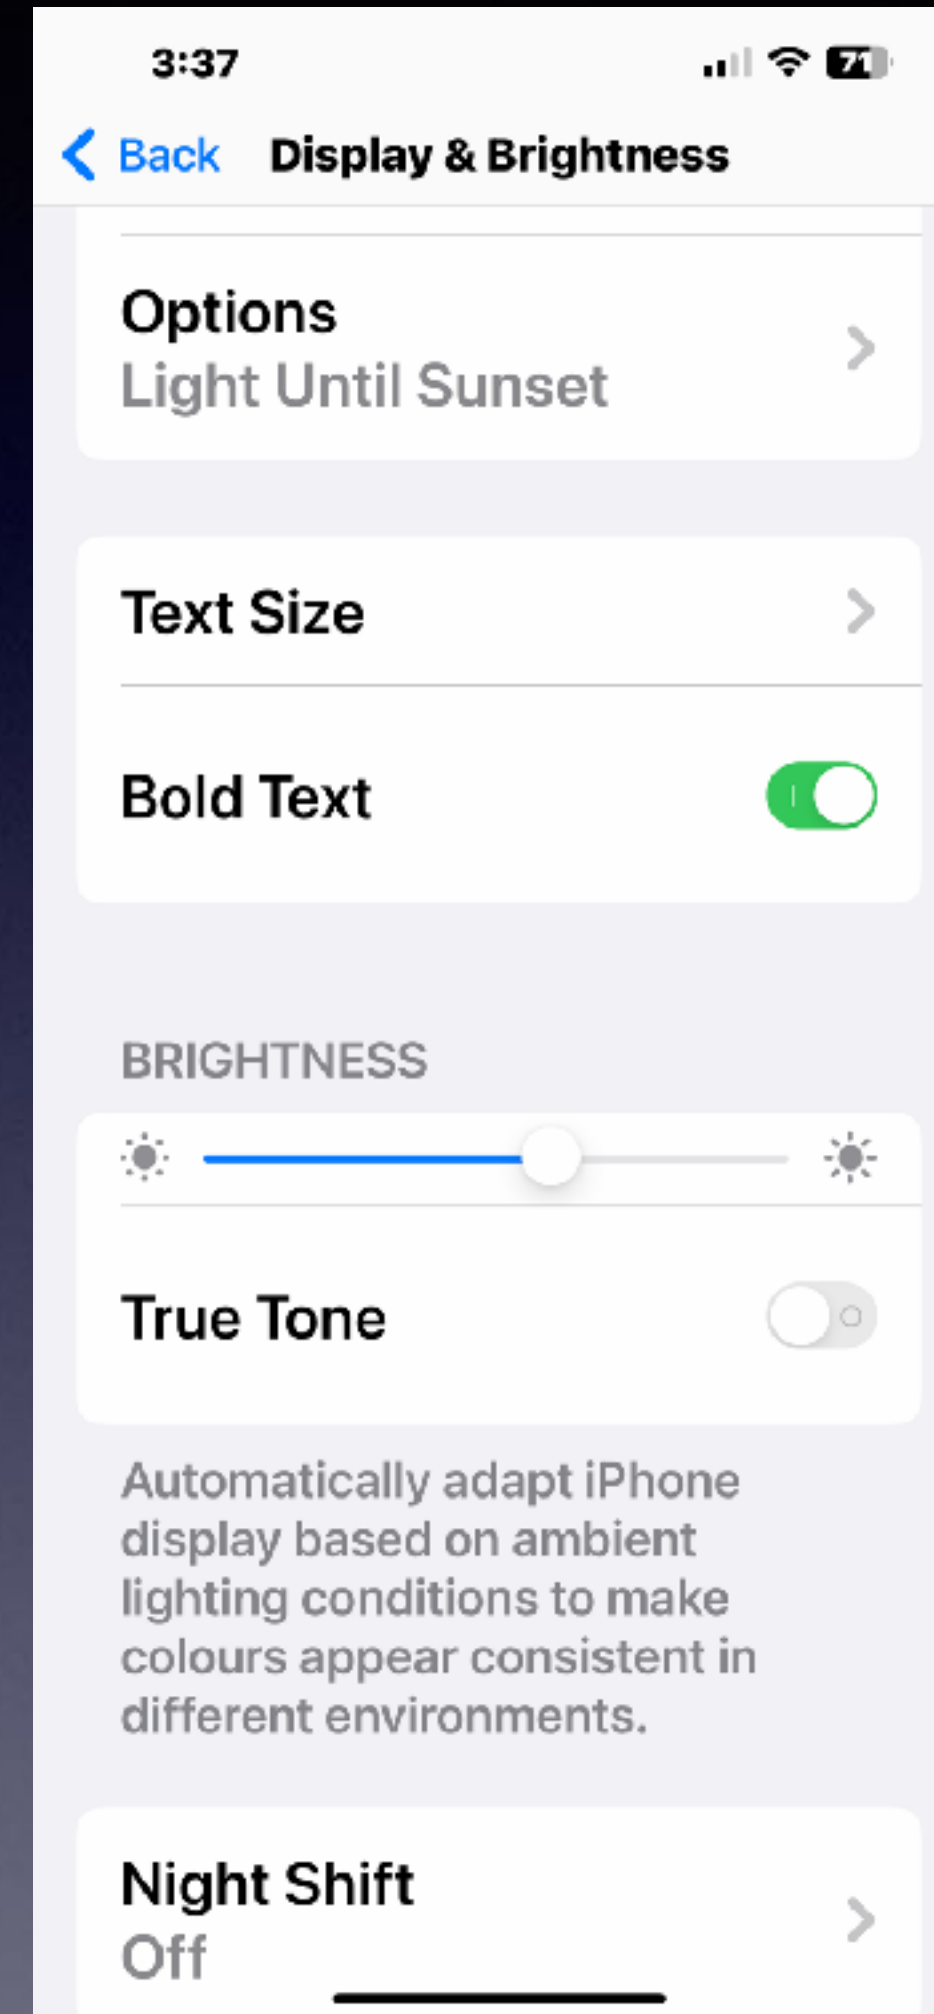 3:37 71
Back Display & Brightness
Options
Light Until Sunset
Text Size
Bold Text
BRIGHTNESS
True Tone
Automatically adapt iPhone
display based on ambient
lighting conditions to make
colours appear consistent in
different environments.
Night Shift
Off